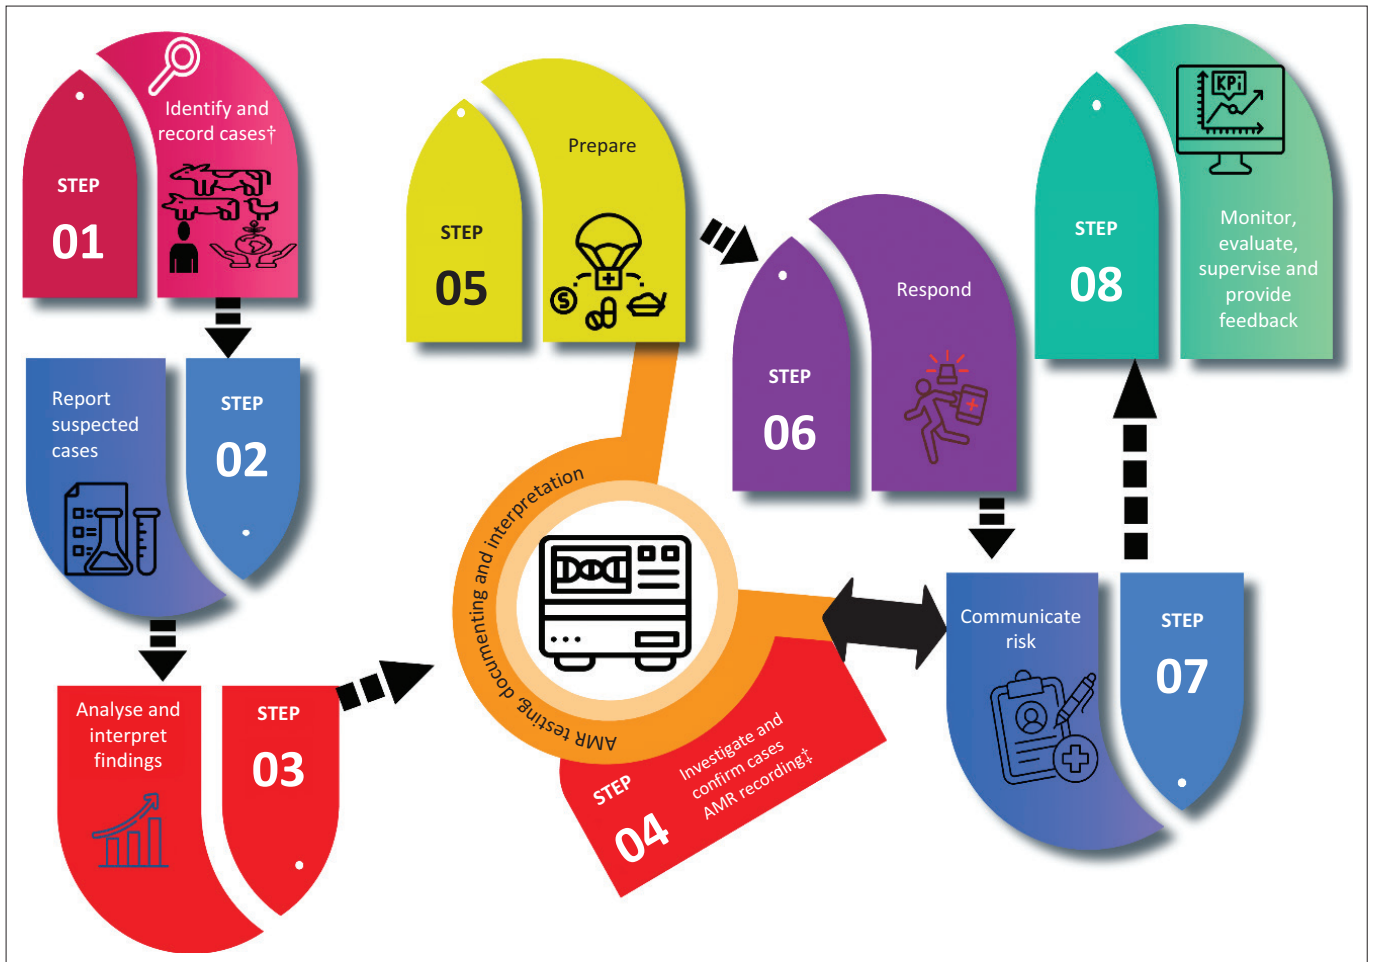 STEP
01
Identify and
record cases†
Report
suspected
cases
STEP
02
Analyse and
interpret
findings
STEP
03
AMR testing, documenting and interpretation
STEP
04
Investigate and
confirm cases
AMR recording‡
STEP
05
Prepare
$
STEP
06
Respond
Communicate
risk
STEP
07
STEP
08
KPi
Monitor,
evaluate,
supervise and
provide
feedback